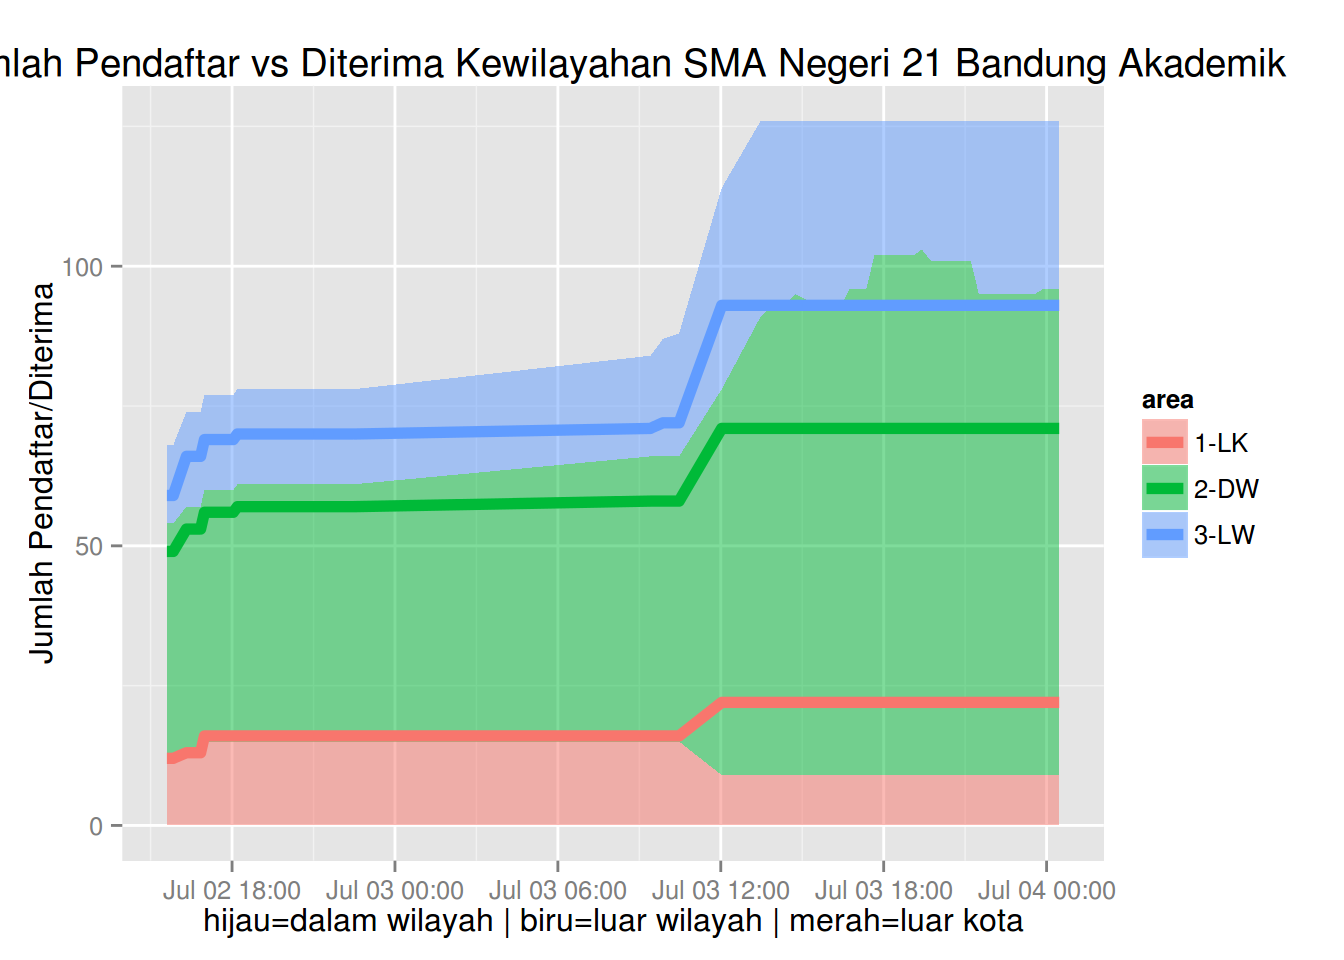 Pendaftar vs Diterima Kewilayahan SMA Negeri 21 Bandung Akademik
Jumlah Pendaftar/Diterima
100
50
0
Jul 02 18:00
Jul 03 00:00
Jul 03 06:00
Jul 03 12:00
Jul 03 18:00
Jul 04 00:00
hijau=dalam wilayah | biru=luar wilayah | merah=luar kota
area
1-LK
2-DW
3-LW